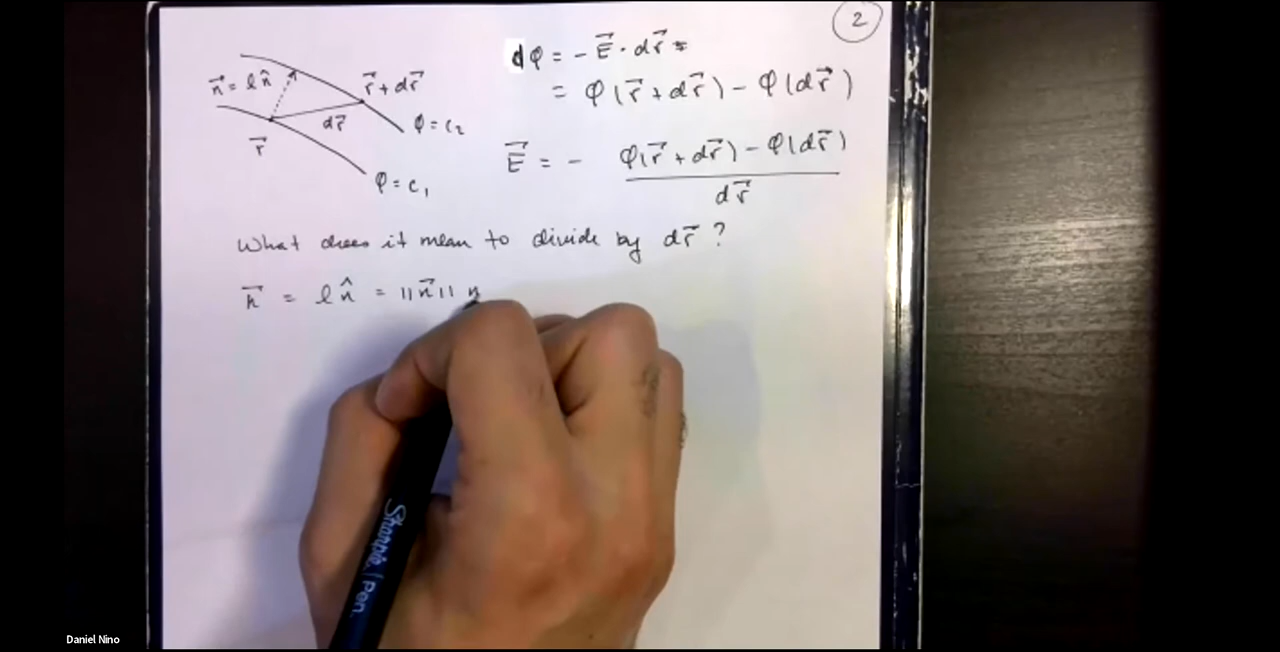 2
dφ = - E⃗ · dr⃗ =
= φ(r⃗ + dr⃗) - φ(dr⃗)
n⃗ = l n̂
r⃗ + dr⃗
dr⃗
r⃗
φ = c₂
φ = c₁
E⃗ = - φ(r⃗ + dr⃗) - φ(dr⃗)
dr⃗
What does it mean to divide by dr⃗ ?
n⃗ = l n̂ = ||n⃗|| n
Sharpie Pen
Daniel Nino